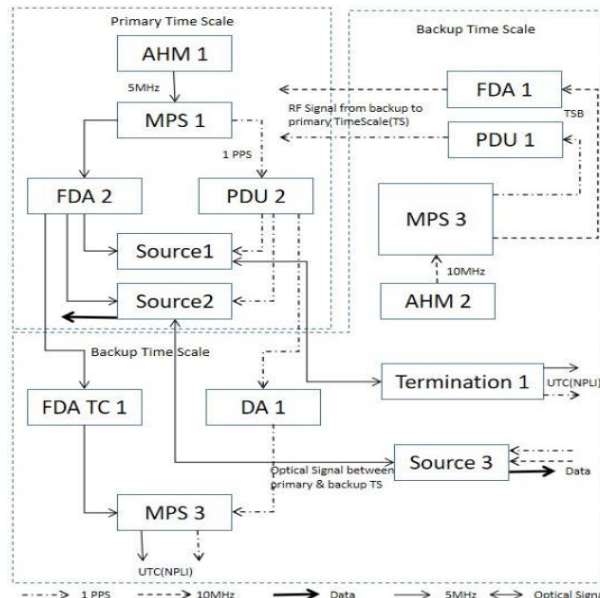 Primary Time Scale
Backup Time Scale
AHM 1
5MHz
MPS 1
1 PPS
FDA 2
PDU 2
Source1
Source2
RF Signal from backup to
primary TimeScale(TS)
FDA 1
TSB
PDU 1
MPS 3
10MHz
AHM 2
Backup Time Scale
FDA TC 1
DA 1
Termination 1
UTC(NPLI)
Optical Signal between
primary & backup TS
Source 3
Data
MPS 3
UTC(NPLI)
1 PPS
10MHz
Data
5MHz
Optical Signal